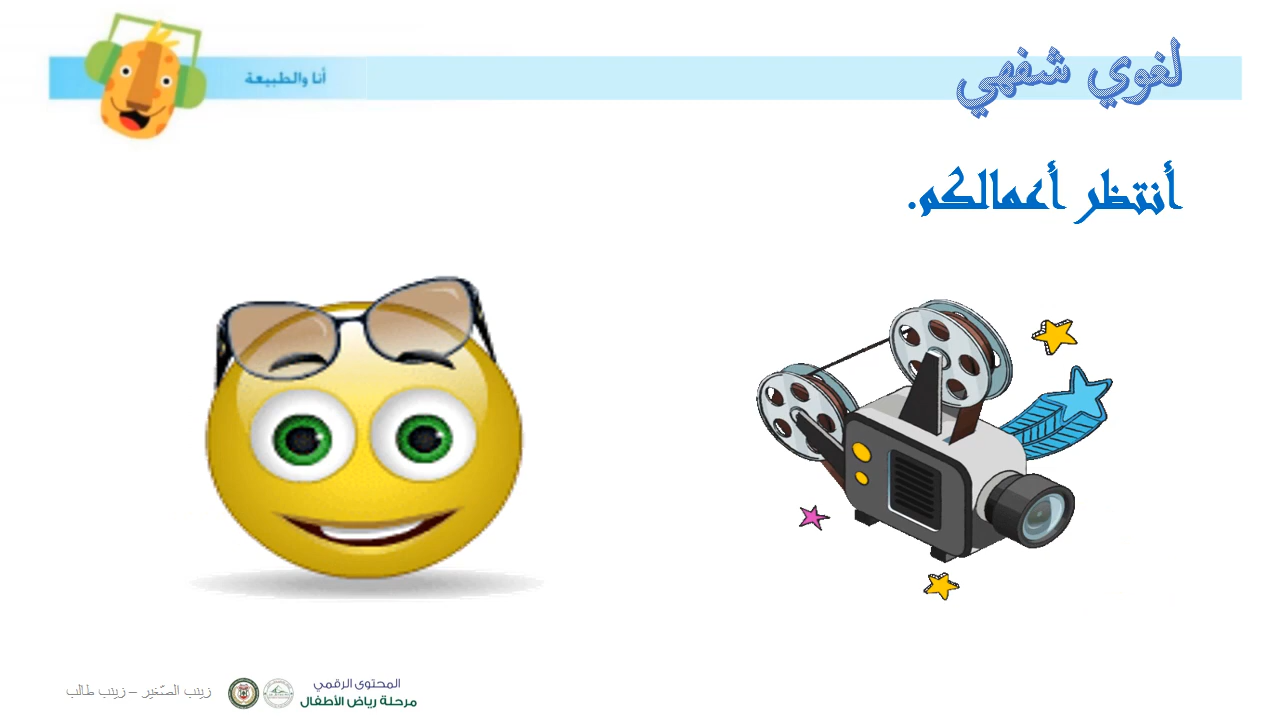 لغوي شفهي
أنا والطبيعة
أنتظر أعمالكم.
المحتوى الرقمي
مرحلة رياض الأطفال
زينب الصّغير – زينب طالب